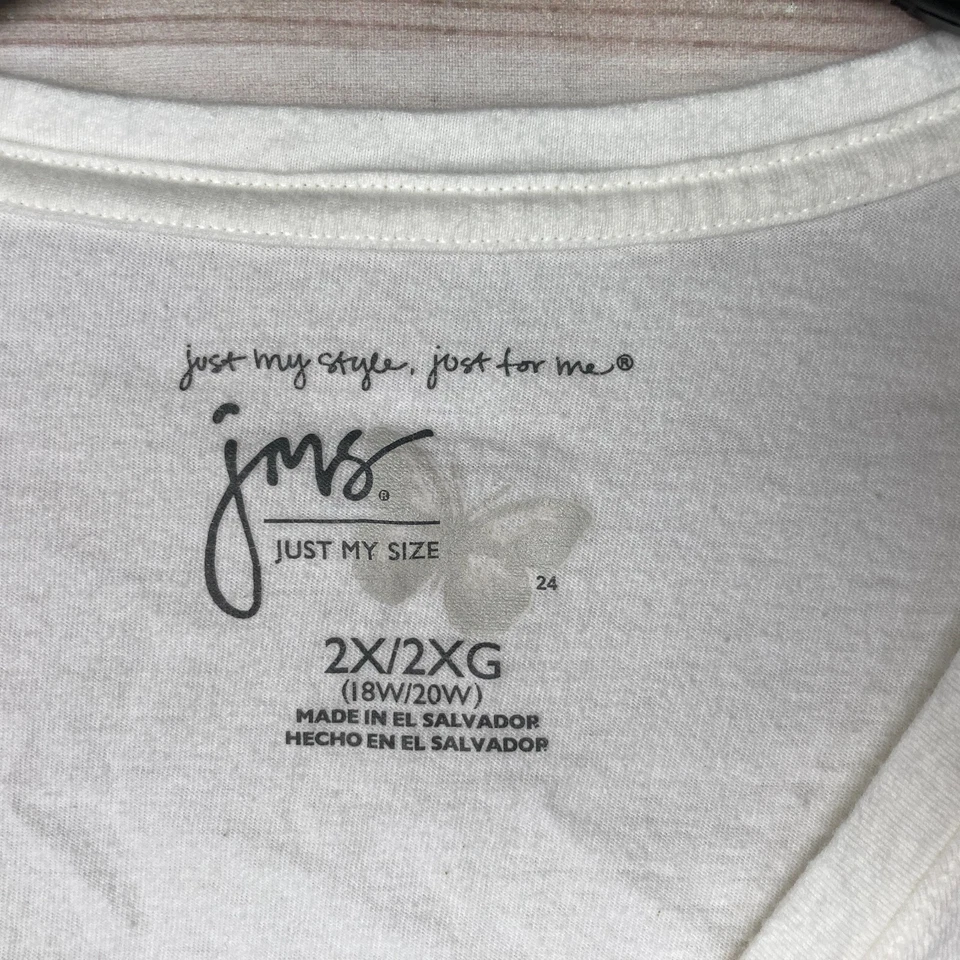 just my style, just for me®
jms®
JUST MY SIZE
24
2X/2XG
(18W/20W)
MADE IN EL SALVADOR
HECHO EN EL SALVADOR